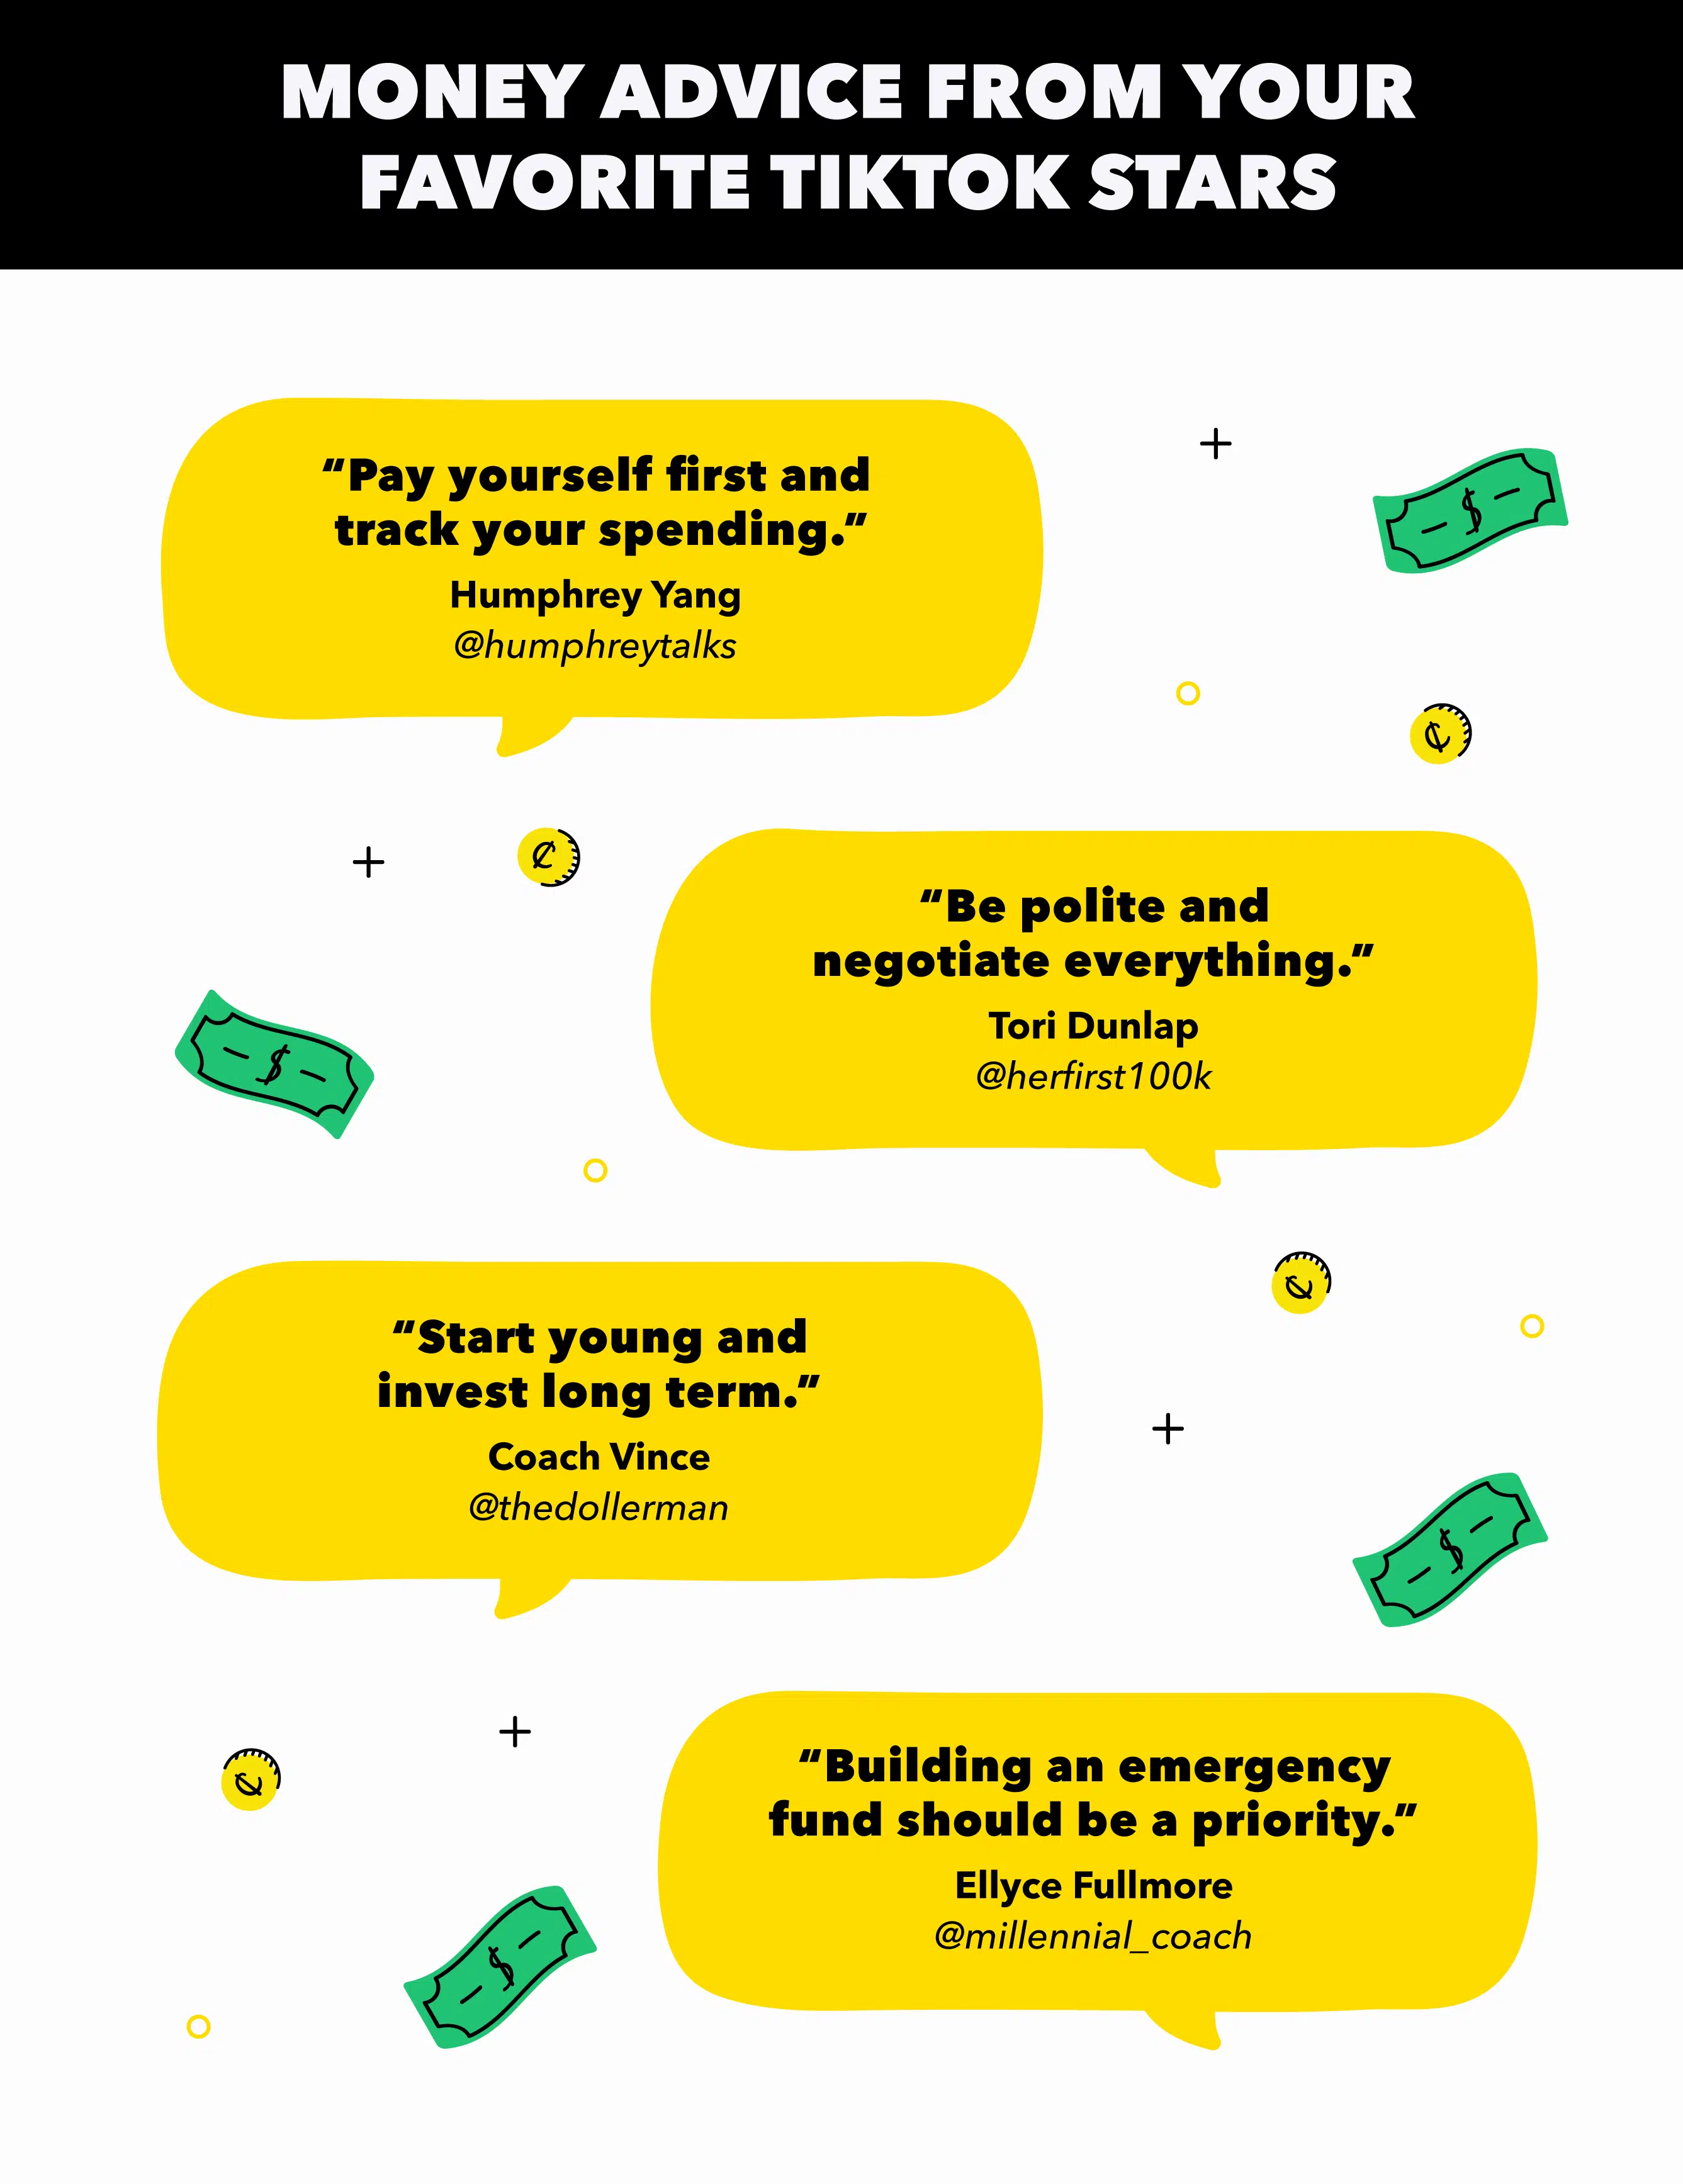 MONEY ADVICE FROM YOUR
FAVORITE TIKTOK STARS
“Pay yourself first and
track your spending.”
Humphrey Yang
@humphreytalks
“Be polite and
negotiate everything.”
Tori Dunlap
@herfirst100k
“Start young and
invest long term.”
Coach Vince
@thedollerman
“Building an emergency
fund should be a priority.”
Ellyce Fullmore
@millennial_coach